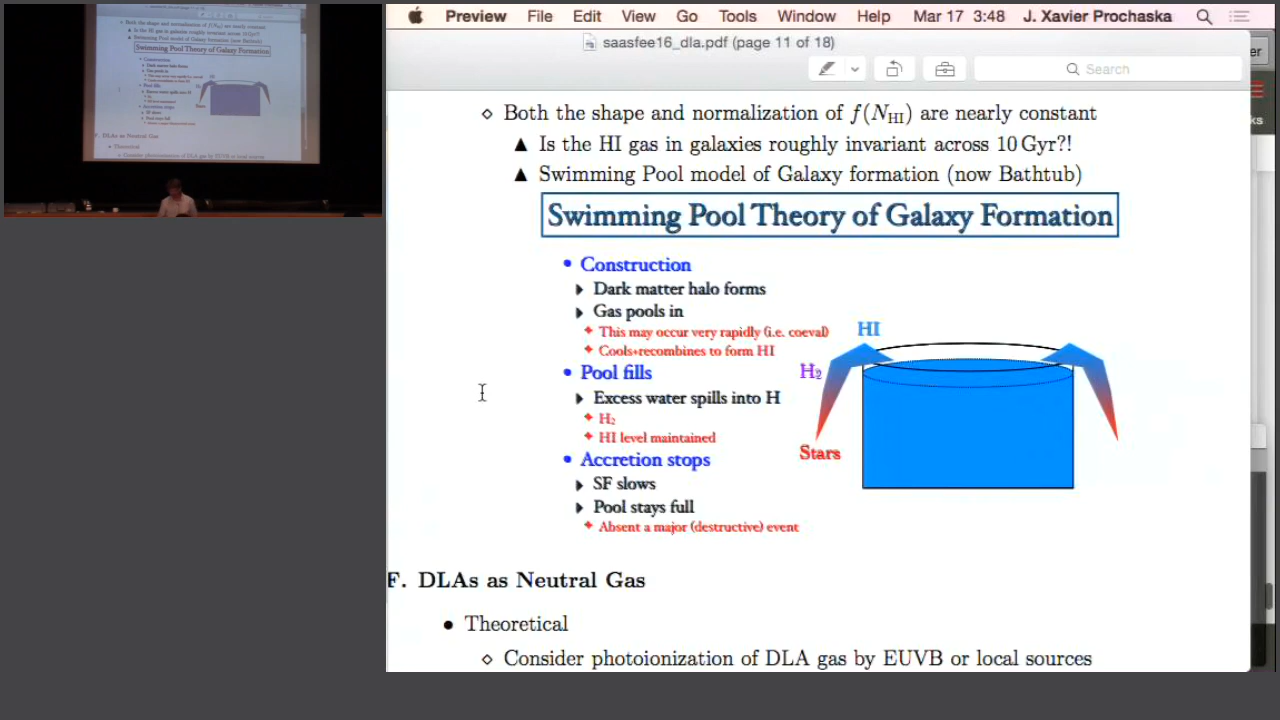 Preview File Edit View Go Tools Window Help Mar 17 3:48 J. Xavier Prochaska
saasfee16_dla.pdf (page 11 of 18)
Search
Both the shape and normalization of f(N_HI) are nearly constant
Is the HI gas in galaxies roughly invariant across 10 Gyr?!
Swimming Pool model of Galaxy formation (now Bathtub)
Swimming Pool Theory of Galaxy Formation
• Construction
Dark matter halo forms
Gas pools in
This may occur very rapidly (i.e. coeval)
Cools+recombines to form HI
• Pool fills
Excess water spills into H
H₂
HI level maintained
• Accretion stops
SF slows
Pool stays full
Absent a major (destructive) event
HI
H₂
Stars
F. DLAs as Neutral Gas
• Theoretical
Consider photoionization of DLA gas by EUVB or local sources